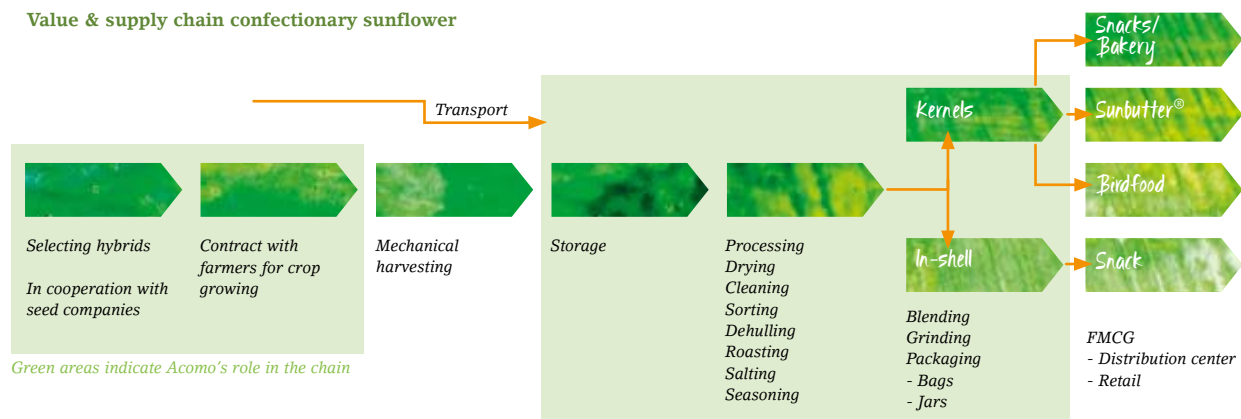 Value & supply chain confectionary sunflower
Transport
Selecting hybrids
In cooperation with
seed companies
Contract with
farmers for crop
growing
Mechanical
harvesting
Storage
Processing
Drying
Cleaning
Sorting
Dehulling
Roasting
Salting
Seasoning
Kernels
In-shell
Blending
Grinding
Packaging
- Bags
- Jars
Snacks/
Bakery
Sunbutter®
Birdfood
Snack
FMCG
- Distribution center
- Retail
Green areas indicate Acomo's role in the chain